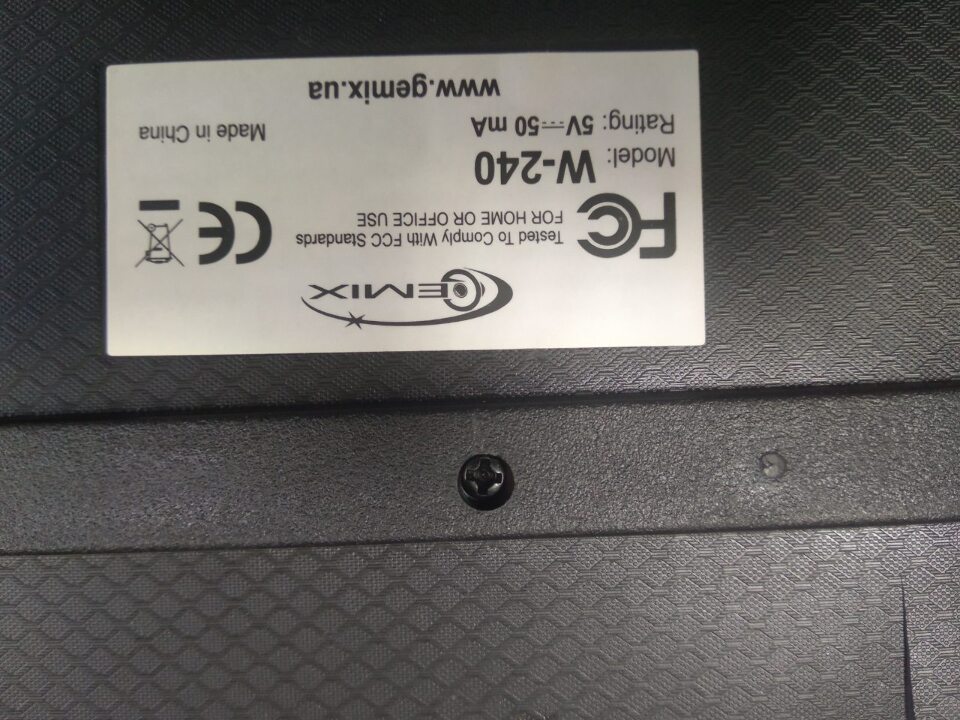 GEMIX
FC
Tested To Comply With FCC Standards
FOR HOME OR OFFICE USE
CE
Model: W-240
Rating: 5V⎓50 mA
Made in China
www.gemix.ua